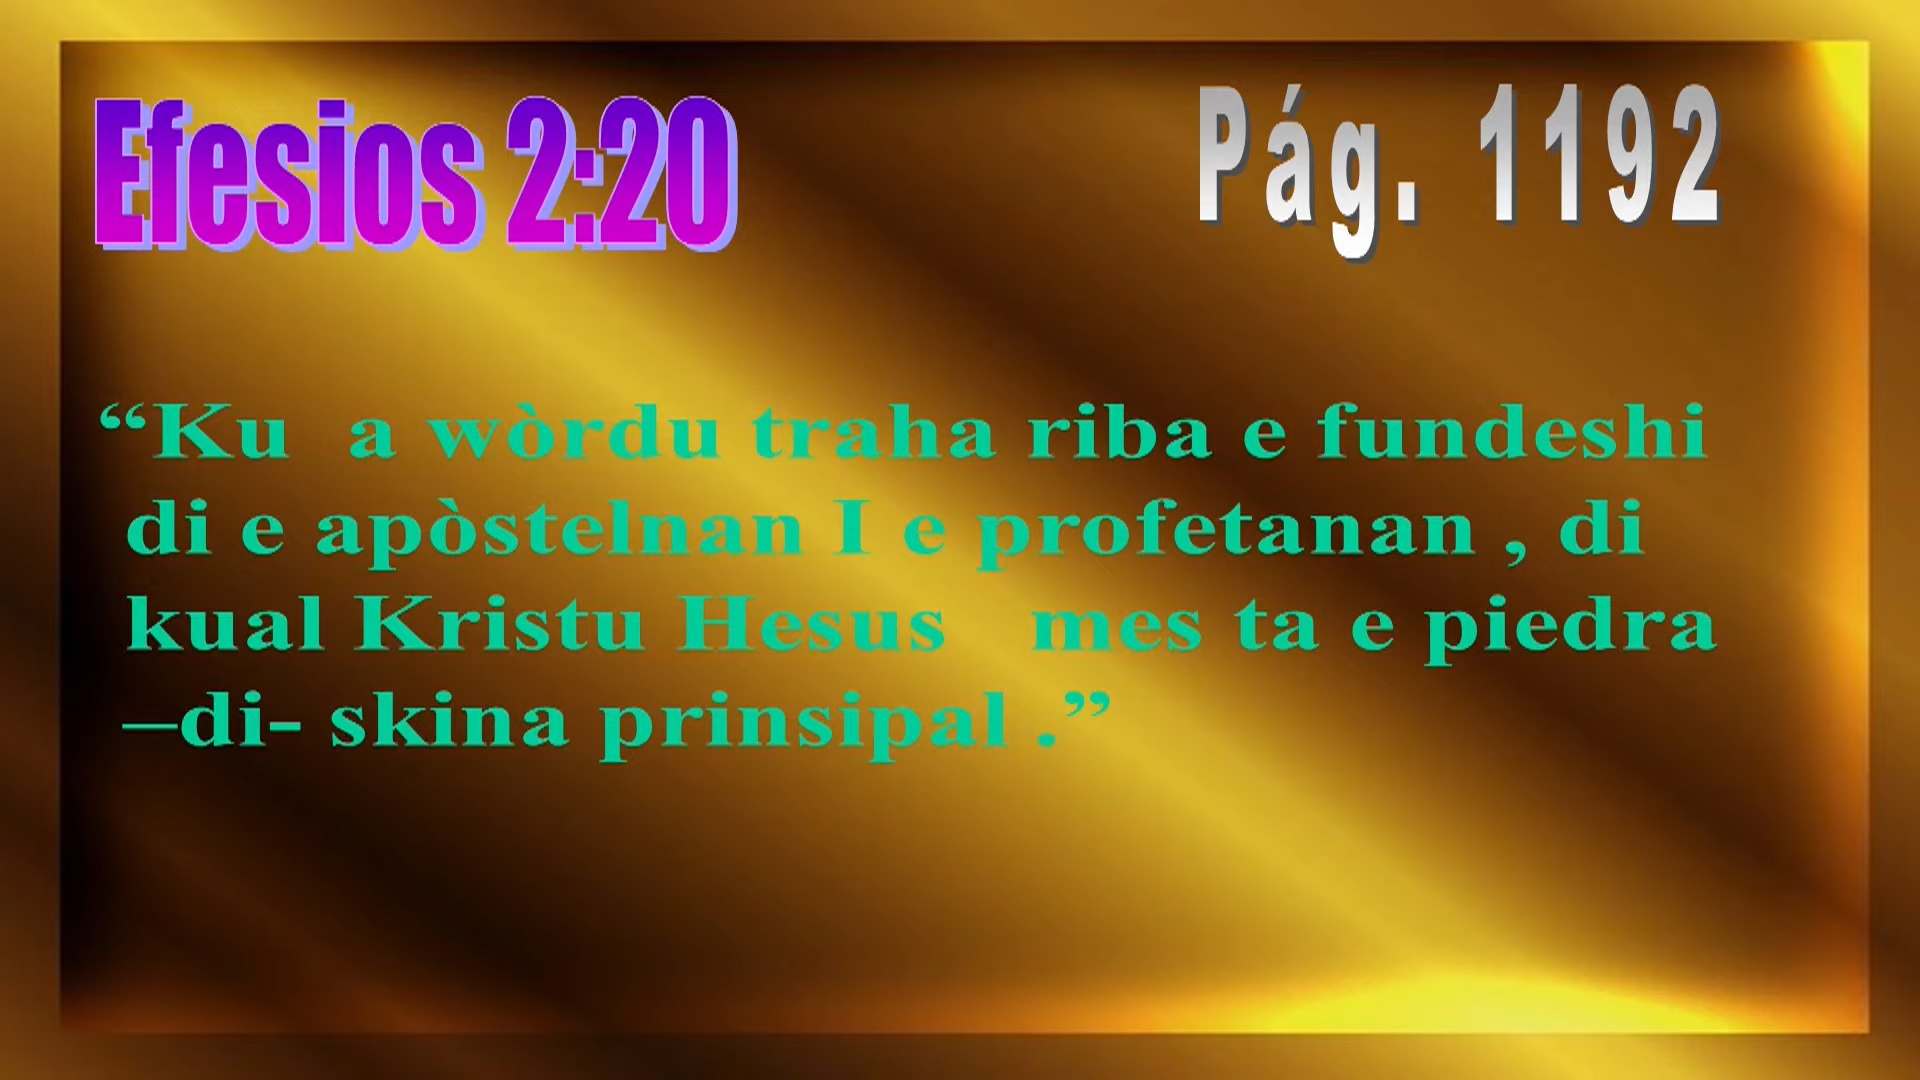 Efesios 2:20
Pág. 1192
“Ku a wòrdu traha riba e fundeshi
di e apòstelnan I e profetanan , di
kual Kristu Hesus mes ta e piedra
–di- skina prinsipal .”